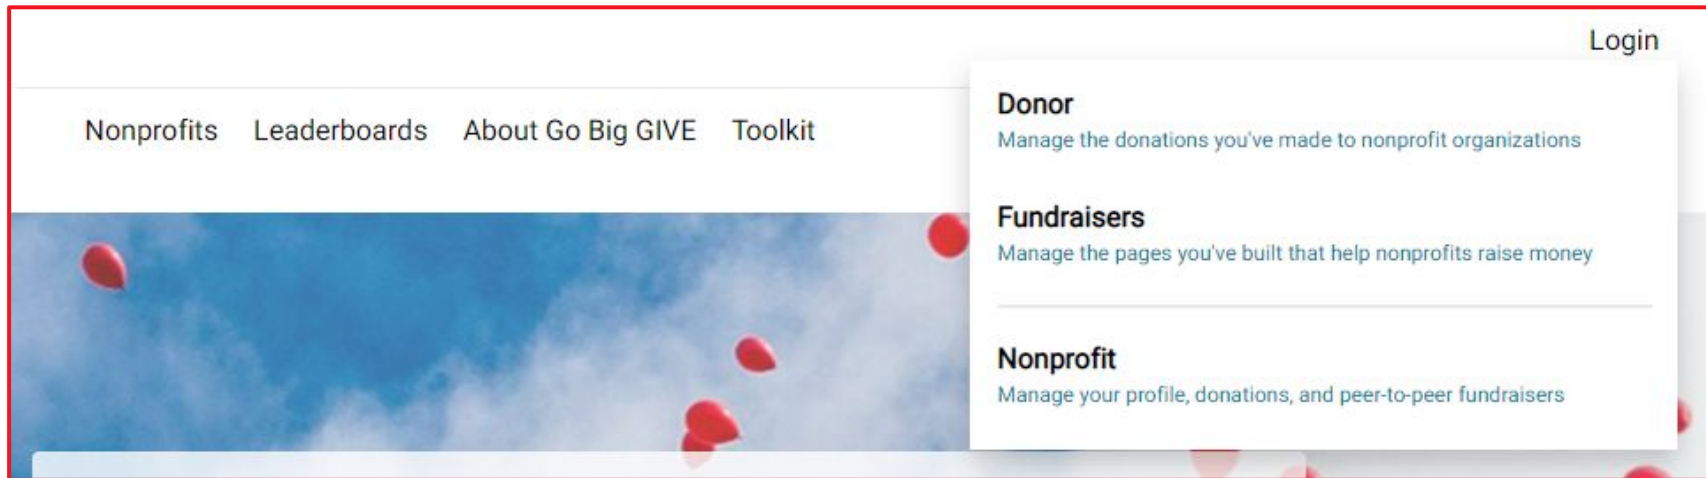 Login
Nonprofits Leaderboards About Go Big GIVE Toolkit
Donor
Manage the donations you've made to nonprofit organizations
Fundraisers
Manage the pages you've built that help nonprofits raise money
Nonprofit
Manage your profile, donations, and peer-to-peer fundraisers